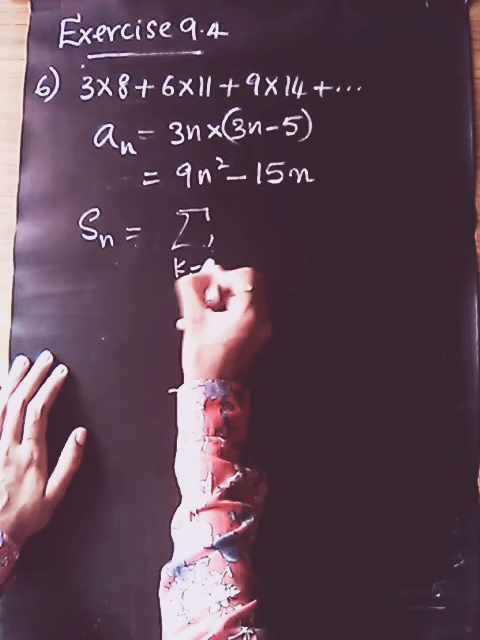 Exercise 9.4
6) 3×8 + 6×11 + 9×14 + ...
aₙ = 3n×(3n-5)
= 9n² - 15n
Sₙ = Σ
k=